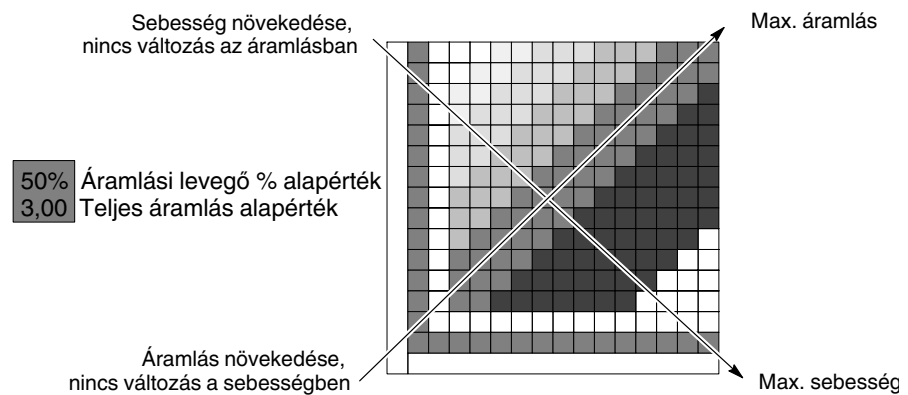 Sebesség növekedése,
nincs változás az áramlásban
Max. áramlás
50% Áramlási levegő % alapérték
3,00 Teljes áramlás alapérték
Áramlás növekedése,
nincs változás a sebességben
Max. sebesség